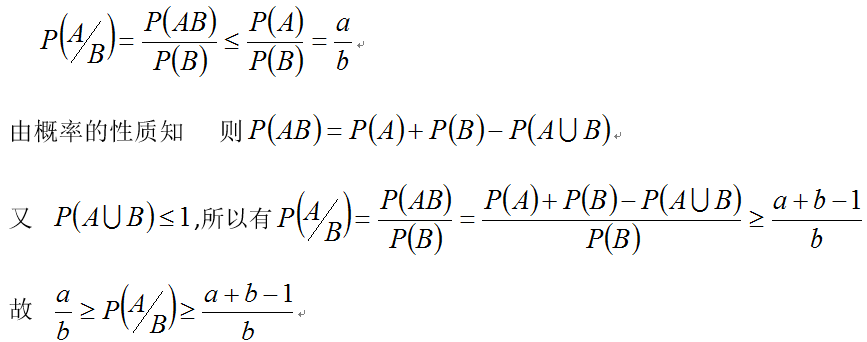 P(A/B) = P(AB)/P(B) ≤ P(A)/P(B) = a/b
由概率的性质知 则 P(AB) = P(A) + P(B) − P(A∪B)
又 P(A∪B) ≤ 1,所以有 P(A/B) = P(AB)/P(B) = (P(A) + P(B) − P(A∪B))/P(B) ≥ (a + b − 1)/b
故 a/b ≥ P(A/B) ≥ (a + b − 1)/b